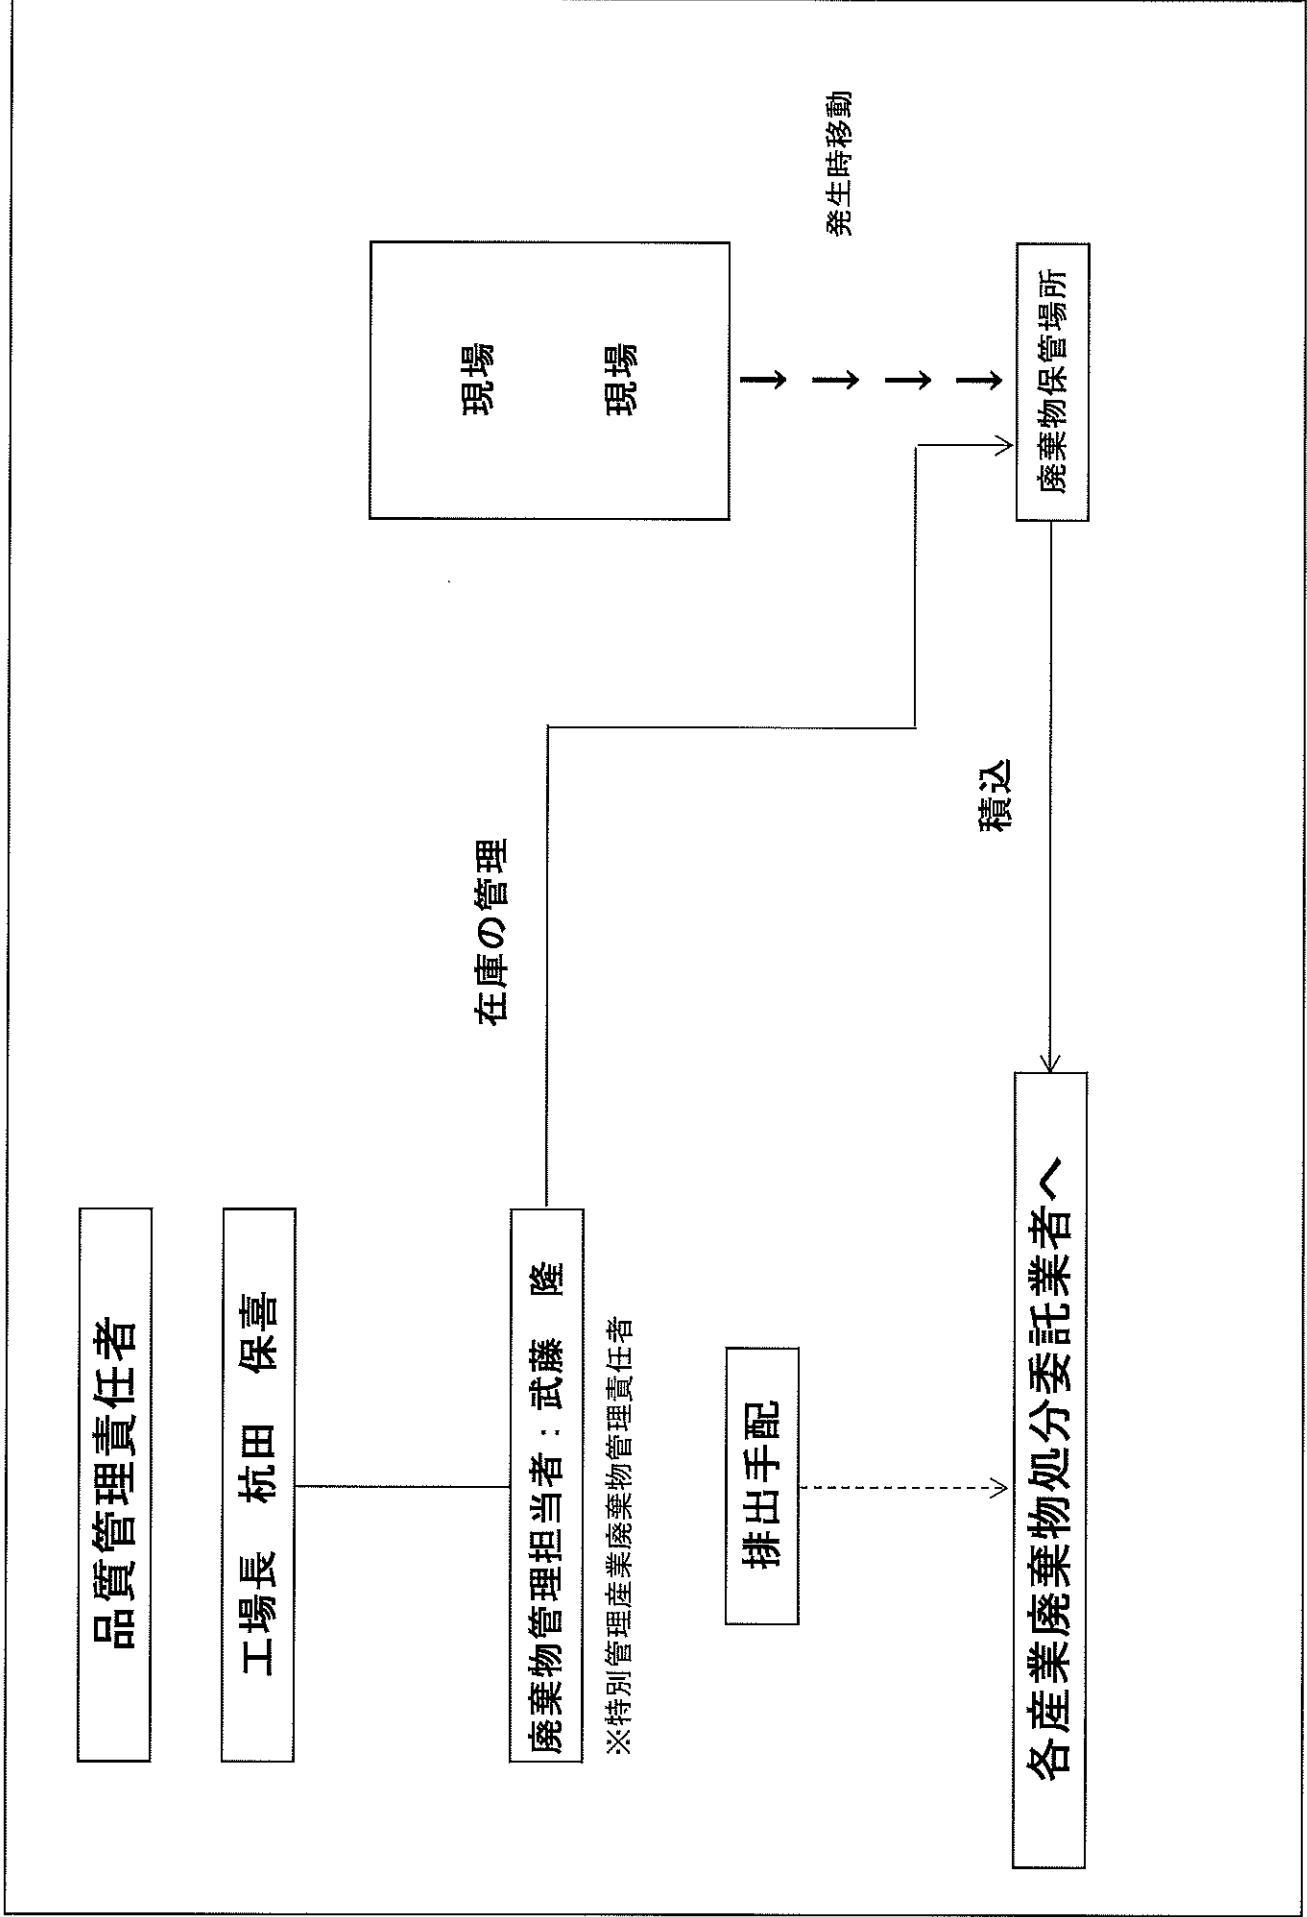 品質管理責任者
工場長　杭田　保喜
廃棄物管理担当者：武藤　隆
※特別管理産業廃棄物管理責任者
在庫の管理
現場
現場
発生時移動
排出手配
積込
廃棄物保管場所
各産業廃棄物処分委託業者へ